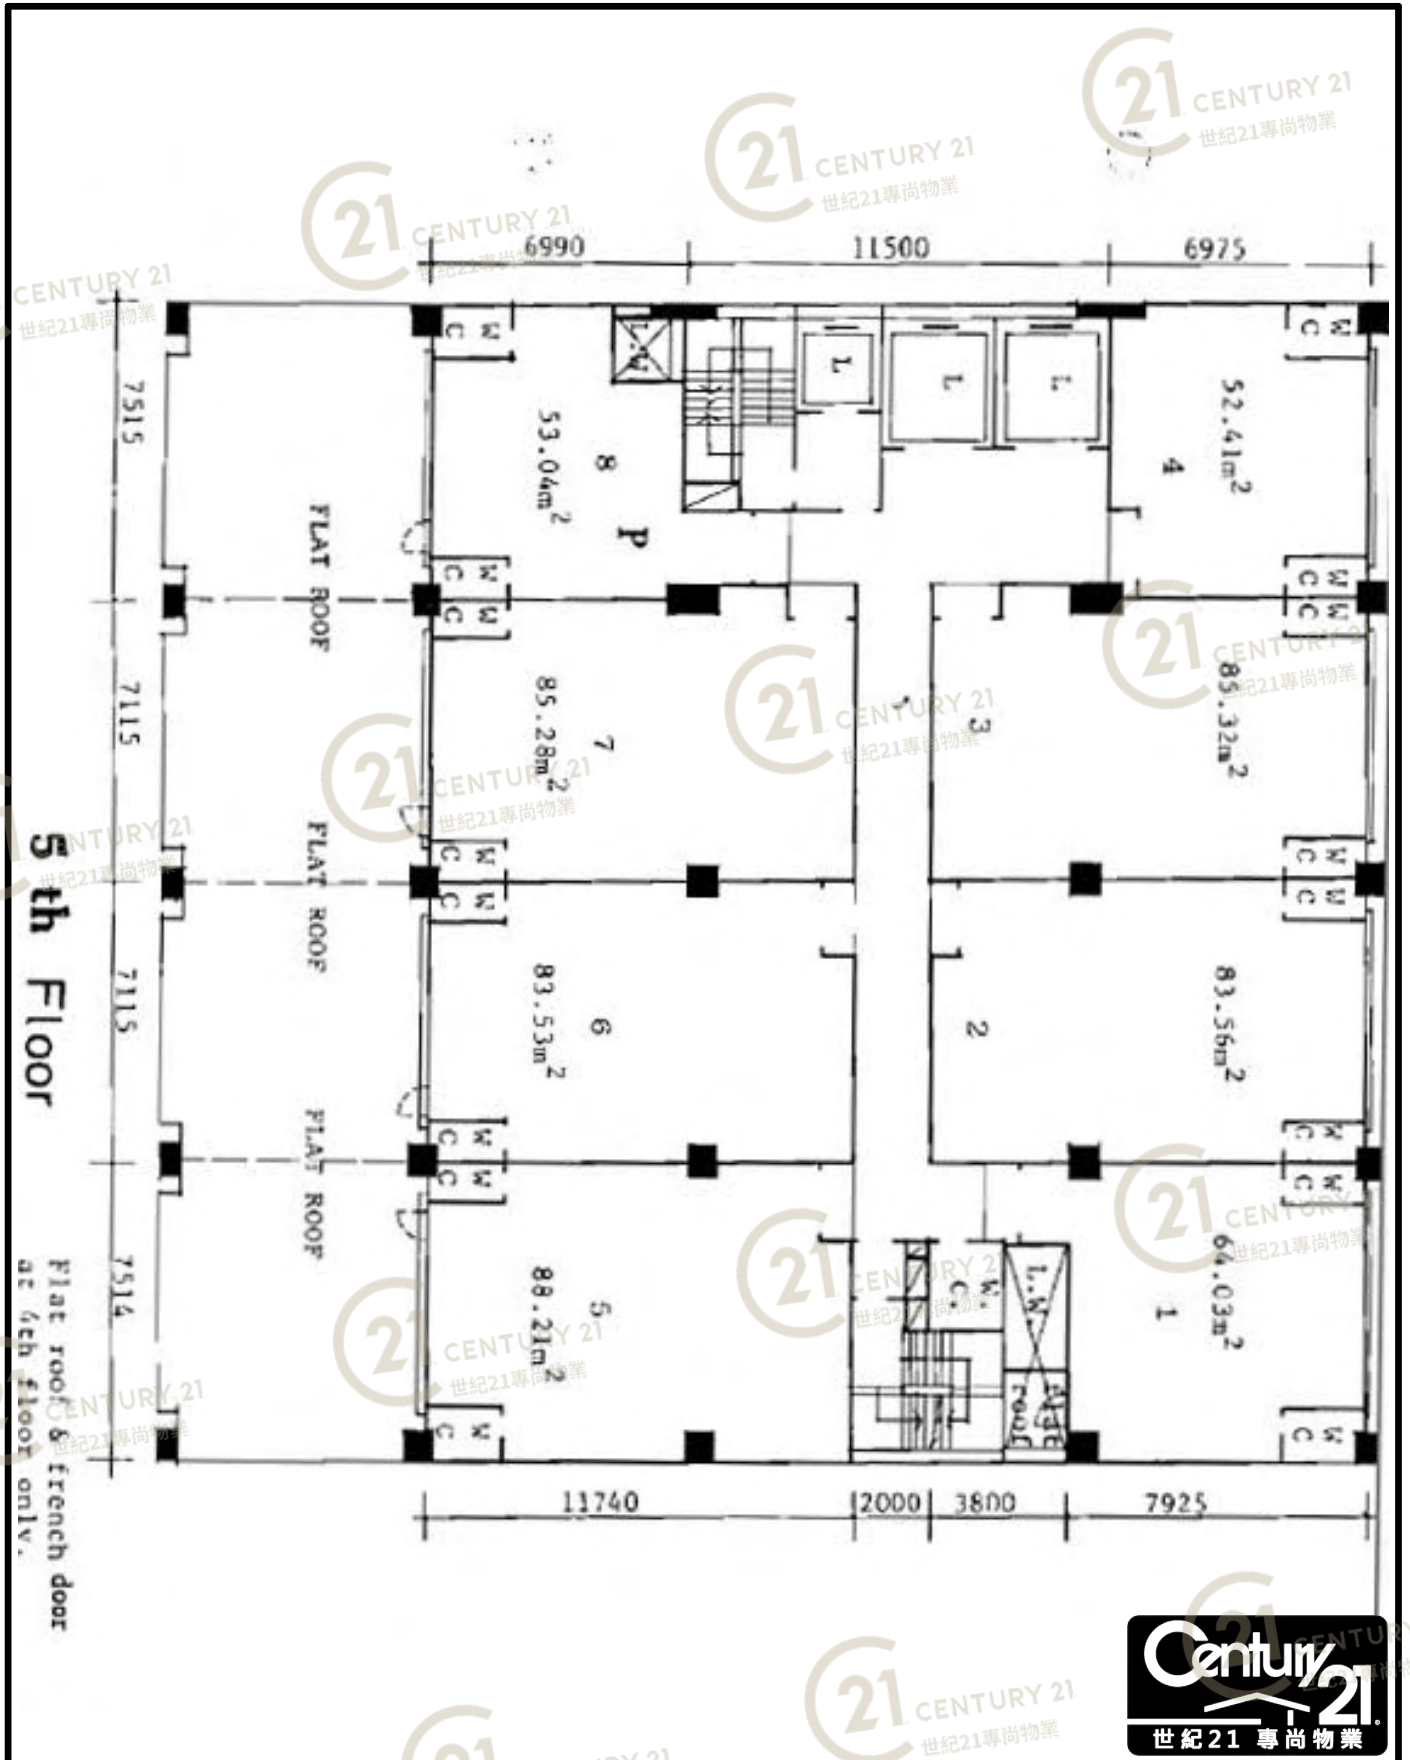 6990
11500
6975
W
C
L.W
L
L
L
W
C
7515
53.04m2
8
P
4
52.41m2
FLAT ROOF
W
C
W
C
W
C
W
C
7115
85.28m2
7
3
85.32m2
FLAT ROOF
W
C
W
C
W
C
W
C
5 th Floor
7115
83.53m2
6
2
83.56m2
FLAT ROOF
W
C
W
C
W
C
W
C
7514
88.21m2
5
W.
C.
L.W.
1
64.03m2
roof
W
C
W
C
Flat roof & french door
at 4th floor only.
11740
2000
3800
7925
Century 21
世紀21 專尚物業
C21 CENTURY 21
世紀21專尚物業